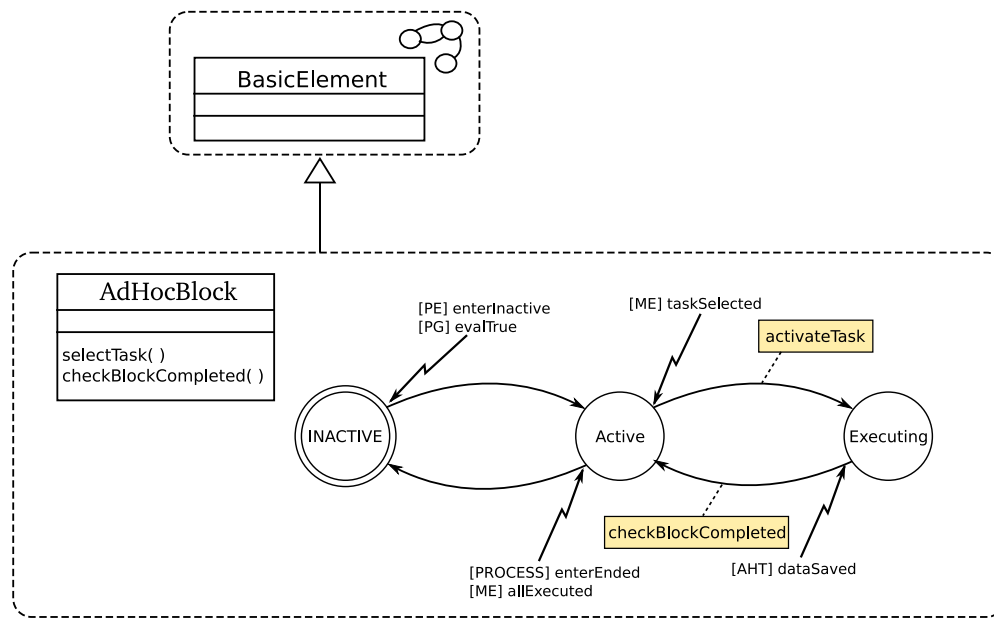 BasicElement
AdHocBlock
selectTask( )
checkBlockCompleted( )
[PE] enterInactive
[PG] evalTrue
[ME] taskSelected
activateTask
INACTIVE
Active
Executing
checkBlockCompleted
[PROCESS] enterEnded
[ME] allExecuted
[AHT] dataSaved